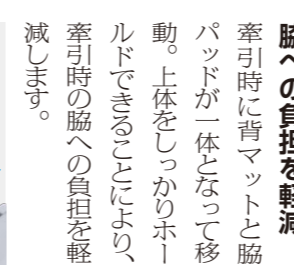 脇への負担を軽減
牽引時に背マットと脇
パッドが一体となって移
動。上体をしっかりホー
ルドできることにより、
牽引時の脇への負担を軽
減します。